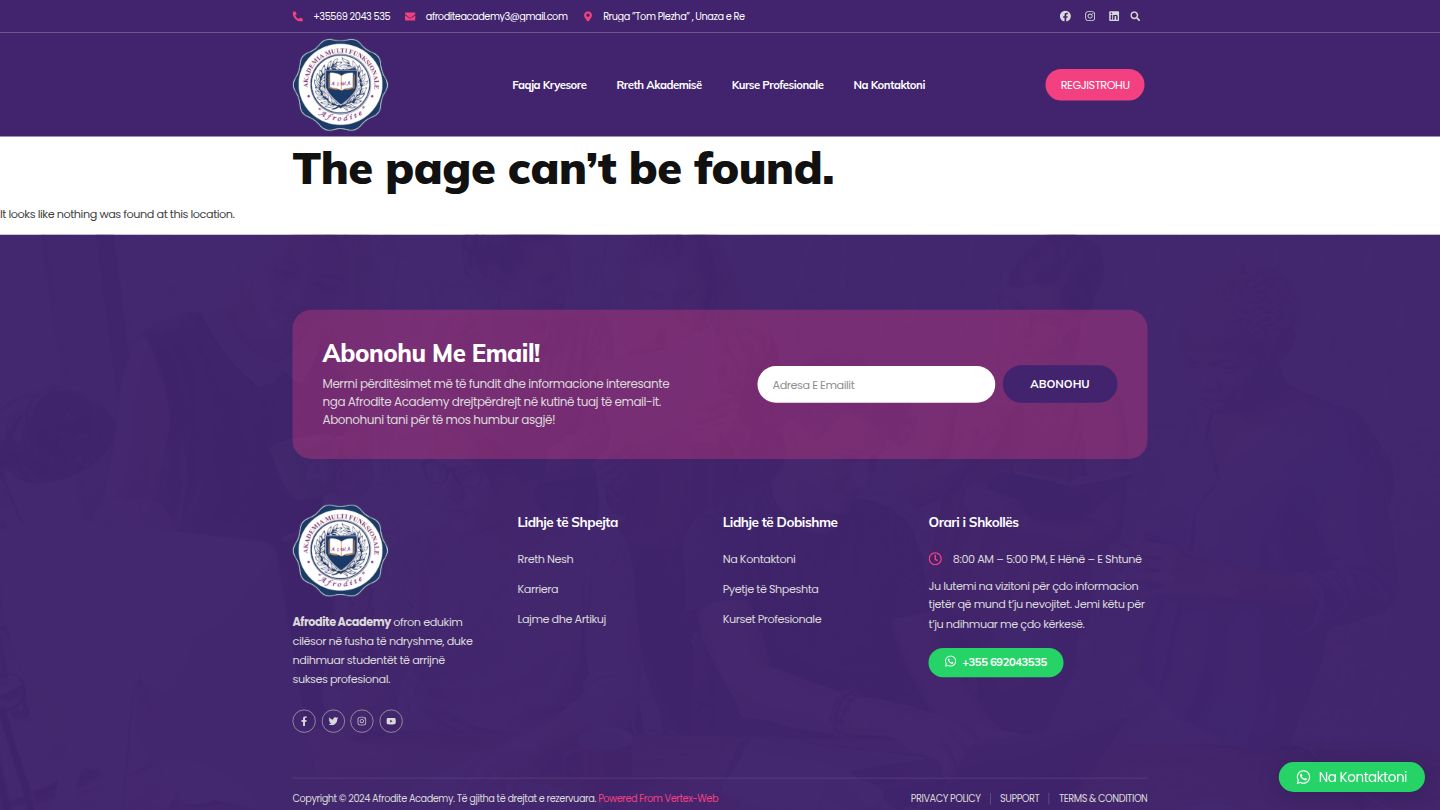 +35569 2043 535 afroditeacademy3@gmail.com Rruga "Tom Plezha" , Unaza e Re
AKADEMIA MULTI FUNKSIONALE
Afrodite
Faqja Kryesore Rreth Akademisë Kurse Profesionale Na Kontaktoni
REGJISTROHU
The page can’t be found.
It looks like nothing was found at this location.
Abonohu Me Email!
Merrni përditësimet më të fundit dhe informacione interesante
nga Afrodite Academy drejtpërdrejt në kutinë tuaj të email-it.
Abonohuni tani për të mos humbur asgjë!
Adresa E Emailit
ABONOHU
AKADEMIA MULTI FUNKSIONALE
Afrodite
Afrodite Academy ofron edukim
cilësor në fusha të ndryshme, duke
ndihmuar studentët të arrijnë
sukses profesional.
Lidhje të Shpejta
Rreth Nesh
Karriera
Lajme dhe Artikuj
Lidhje të Dobishme
Na Kontaktoni
Pyetje të Shpeshta
Kurset Profesionale
Orari i Shkollës
8:00 AM – 5:00 PM, E Hënë – E Shtunë
Ju lutemi na vizitoni për çdo informacion
tjetër që mund t’ju nevojitet. Jemi këtu për
t’ju ndihmuar me çdo kërkesë.
+355 692043535
Na Kontaktoni
Copyright © 2024 Afrodite Academy. Të gjitha të drejtat e rezervuara. Powered From Vertex-Web
PRIVACY POLICY SUPPORT TERMS & CONDITION